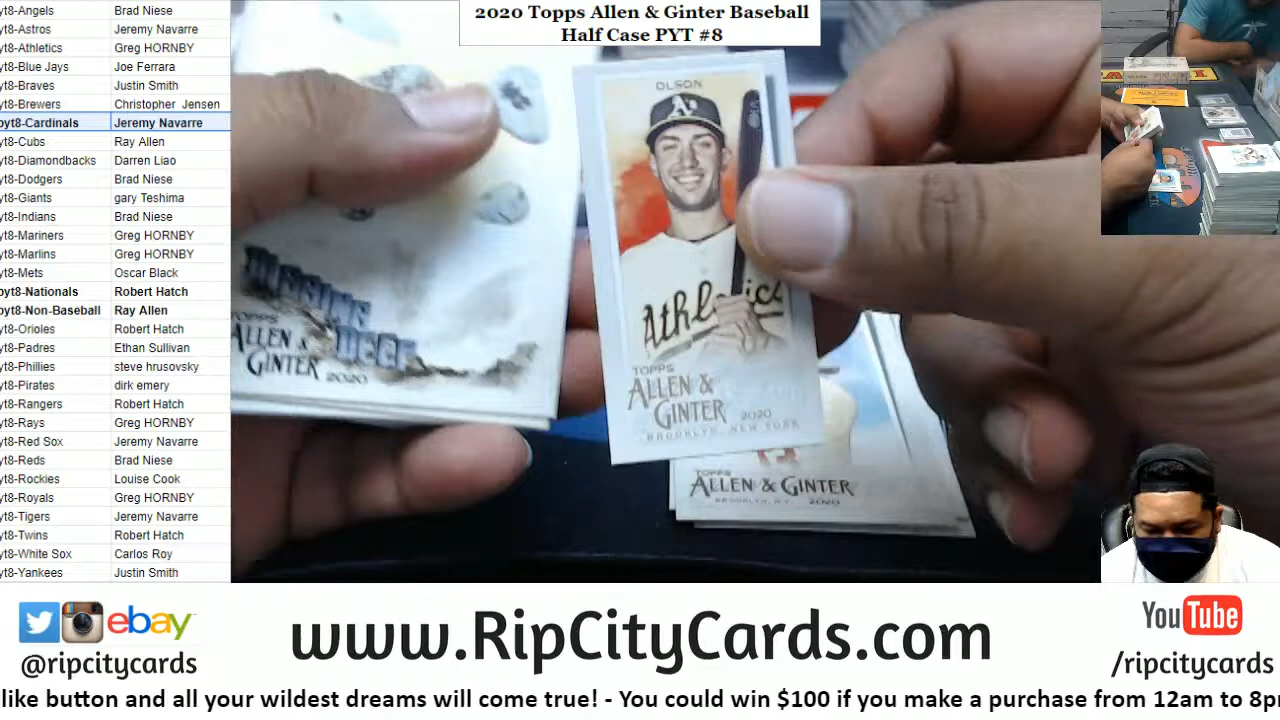 2020 Topps Allen & Ginter Baseball
Half Case PYT #8
yt8-Angels Brad Niese
yt8-Astros Jeremy Navarre
yt8-Athletics Greg HORNBY
yt8-Blue Jays Joe Ferrara
yt8-Braves Justin Smith
yt8-Brewers Christopher Jensen
pyt8-Cardinals Jeremy Navarre
yt8-Cubs Ray Allen
yt8-Diamondbacks Darren Liao
yt8-Dodgers Brad Niese
yt8-Giants gary Teshima
yt8-Indians Brad Niese
yt8-Mariners Greg HORNBY
yt8-Marlins Greg HORNBY
yt8-Mets Oscar Black
pyt8-Nationals Robert Hatch
pyt8-Non-Baseball Ray Allen
yt8-Orioles Robert Hatch
yt8-Padres Ethan Sullivan
yt8-Phillies steve hrusovsky
yt8-Pirates dirk emery
yt8-Rangers Robert Hatch
yt8-Rays Greg HORNBY
yt8-Red Sox Jeremy Navarre
yt8-Reds Brad Niese
yt8-Rockies Louise Cook
yt8-Royals Greg HORNBY
yt8-Tigers Jeremy Navarre
yt8-Twins Robert Hatch
yt8-White Sox Carlos Roy
yt8-Yankees Justin Smith
TOPPS
ALLEN &
GINTER 2020
OLSON
A's
TOPPS
ALLEN &
GINTER 2020
BROOKLYN, NEW YORK
TOPPS
ALLEN & GINTER
BROOKLYN, N.Y. 2020
ebay
@ripcitycards
www.RipCityCards.com
YouTube
/ripcitycards
like button and all your wildest dreams will come true! - You could win $100 if you make a purchase from 12am to 8p